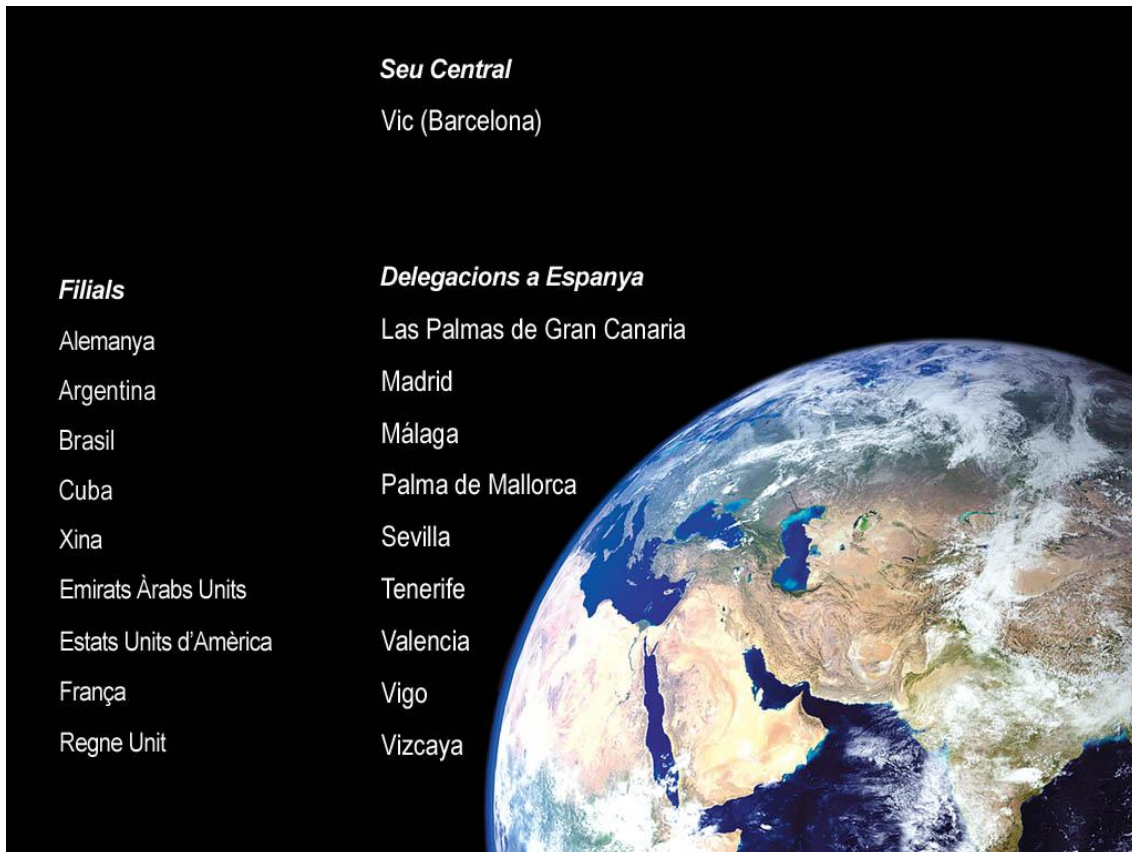 Seu Central
Vic (Barcelona)
Filials
Alemanya
Argentina
Brasil
Cuba
Xina
Emirats Àrabs Units
Estats Units d’Amèrica
França
Regne Unit
Delegacions a Espanya
Las Palmas de Gran Canaria
Madrid
Málaga
Palma de Mallorca
Sevilla
Tenerife
Valencia
Vigo
Vizcaya